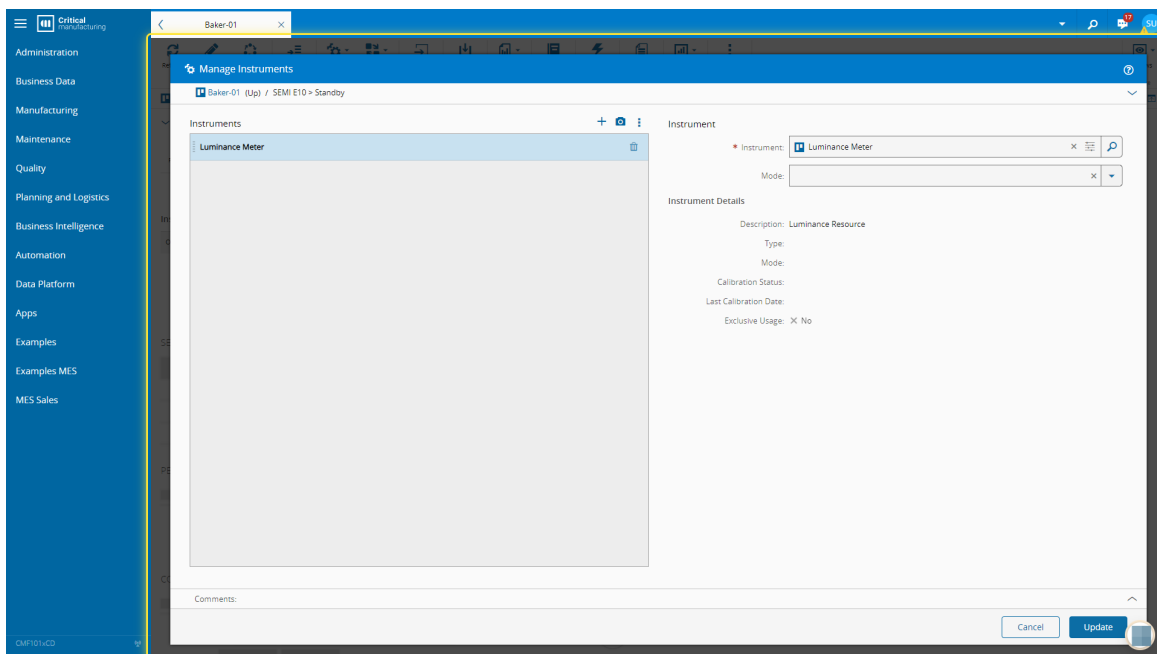 Critical
manufacturing
Baker-01
17
SU
Administration
Business Data
Manufacturing
Maintenance
Quality
Planning and Logistics
Business Intelligence
Automation
Data Platform
Apps
Examples
Examples MES
MES Sales
CMF101vCD
Manage Instruments
Baker-01 (Up) / SEMI E10 > Standby
Instruments
Luminance Meter
Instrument
* Instrument: Luminance Meter
Mode:
Instrument Details
Description: Luminance Resource
Type:
Mode:
Calibration Status:
Last Calibration Date:
Exclusive Usage: No
Comments:
Cancel
Update